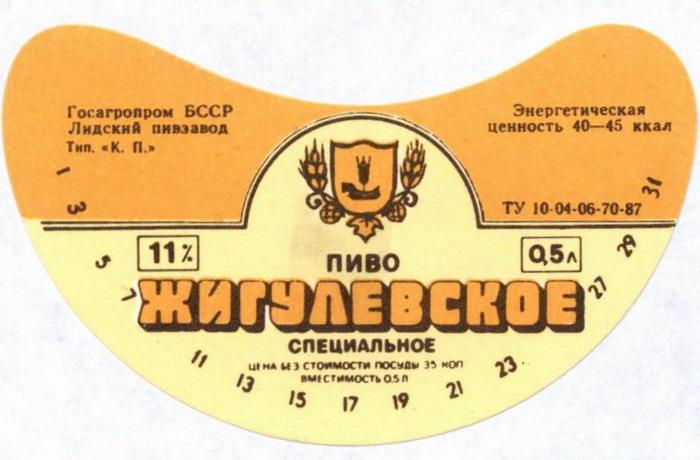 Госагропром БССР
Лидский пивзавод
Тип. «К. П.»
Энергетическая
ценность 40—45 ккал
ТУ 10-04-06-70-87
11%
0,5л
ПИВО
ЖИГУЛЕВСКОЕ
СПЕЦИАЛЬНОЕ
ЦЕНА БЕЗ СТОИМОСТИ ПОСУДЫ 35 КОП
ВМЕСТИМОСТЬ 0.5 Л
1
3
5
7
11
13
15
17
19
21
23
27
29
31